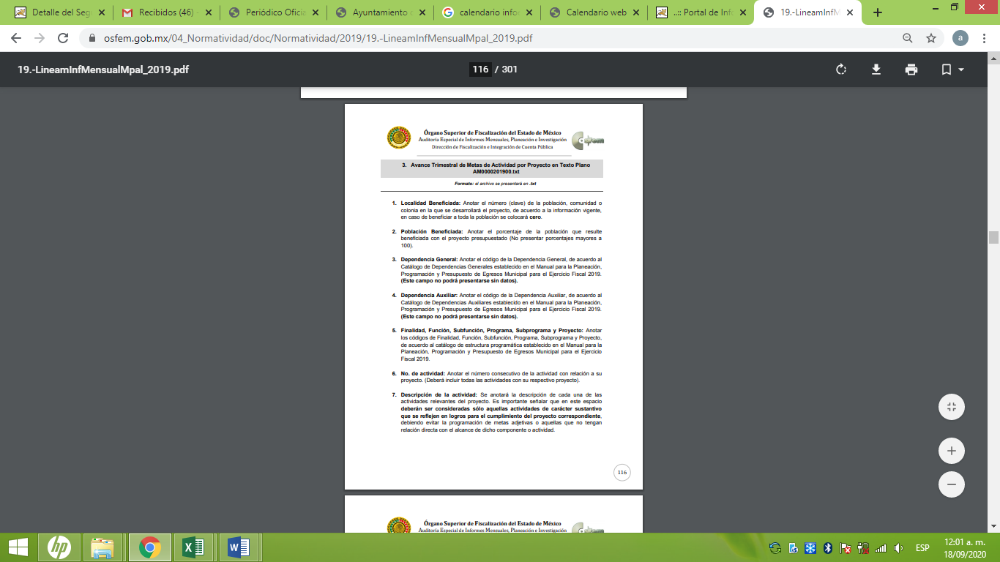 Detalle del Seg
Recibidos (46) -
Periódico Oficia
Ayuntamiento d
calendario infor
Calendario web
..:: Portal de Info
19.-LineamInfM
osfem.gob.mx/04_Normatividad/doc/Normatividad/2019/19.-LineamInfMensualMpal_2019.pdf
a
19.-LineamInfMensualMpal_2019.pdf
116 / 301
Órgano Superior de Fiscalización del Estado de México
Auditoría Especial de Informes Mensuales, Planeación e Investigación
Dirección de Fiscalización e Integración de Cuenta Pública
3. Avance Trimestral de Metas de Actividad por Proyecto en Texto Plano
AM0000201900.txt
Formato: el archivo se presentará en .txt
1. Localidad Beneficiada: Anotar el número (clave) de la población, comunidad o
colonia en la que se desarrollará el proyecto, de acuerdo a la información vigente,
en caso de beneficiar a toda la población se colocará cero.
2. Población Beneficiada: Anotar el porcentaje de la población que resulte
beneficiada con el proyecto presupuestado (No presentar porcentajes mayores a
100).
3. Dependencia General: Anotar el código de la Dependencia General, de acuerdo al
Catálogo de Dependencias Generales establecido en el Manual para la Planeación,
Programación y Presupuesto de Egresos Municipal para el Ejercicio Fiscal 2019.
(Este campo no podrá presentarse sin datos).
4. Dependencia Auxiliar: Anotar el código de la Dependencia Auxiliar, de acuerdo al
Catálogo de Dependencias Auxiliares establecido en el Manual para la Planeación,
Programación y Presupuesto de Egresos Municipal para el Ejercicio Fiscal 2019.
(Este campo no podrá presentarse sin datos).
5. Finalidad, Función, Subfunción, Programa, Subprograma y Proyecto: Anotar
los códigos de Finalidad, Función, Subfunción, Programa, Subprograma y Proyecto,
de acuerdo al catálogo de estructura programática establecido en el Manual para la
Planeación, Programación y Presupuesto de Egresos Municipal para el Ejercicio
Fiscal 2019.
6. No. de actividad: Anotar el número consecutivo de la actividad con relación a su
proyecto. (Deberá incluir todas las actividades con su respectivo proyecto).
7. Descripción de la actividad: Se anotará la descripción de cada una de las
actividades relevantes del proyecto. Es importante señalar que en este espacio
deberán ser consideradas sólo aquellas actividades de carácter sustantivo
que se reflejen en logros para el cumplimiento del proyecto correspondiente,
debiendo evitar la programación de metas adjetivas o aquellas que no tengan
relación directa con el alcance de dicho componente o actividad.
116
Órgano Superior de Fiscalización del Estado de México
Auditoría Especial de Informes Mensuales, Planeación e Investigación
ESP
12:01 a. m.
18/09/2020